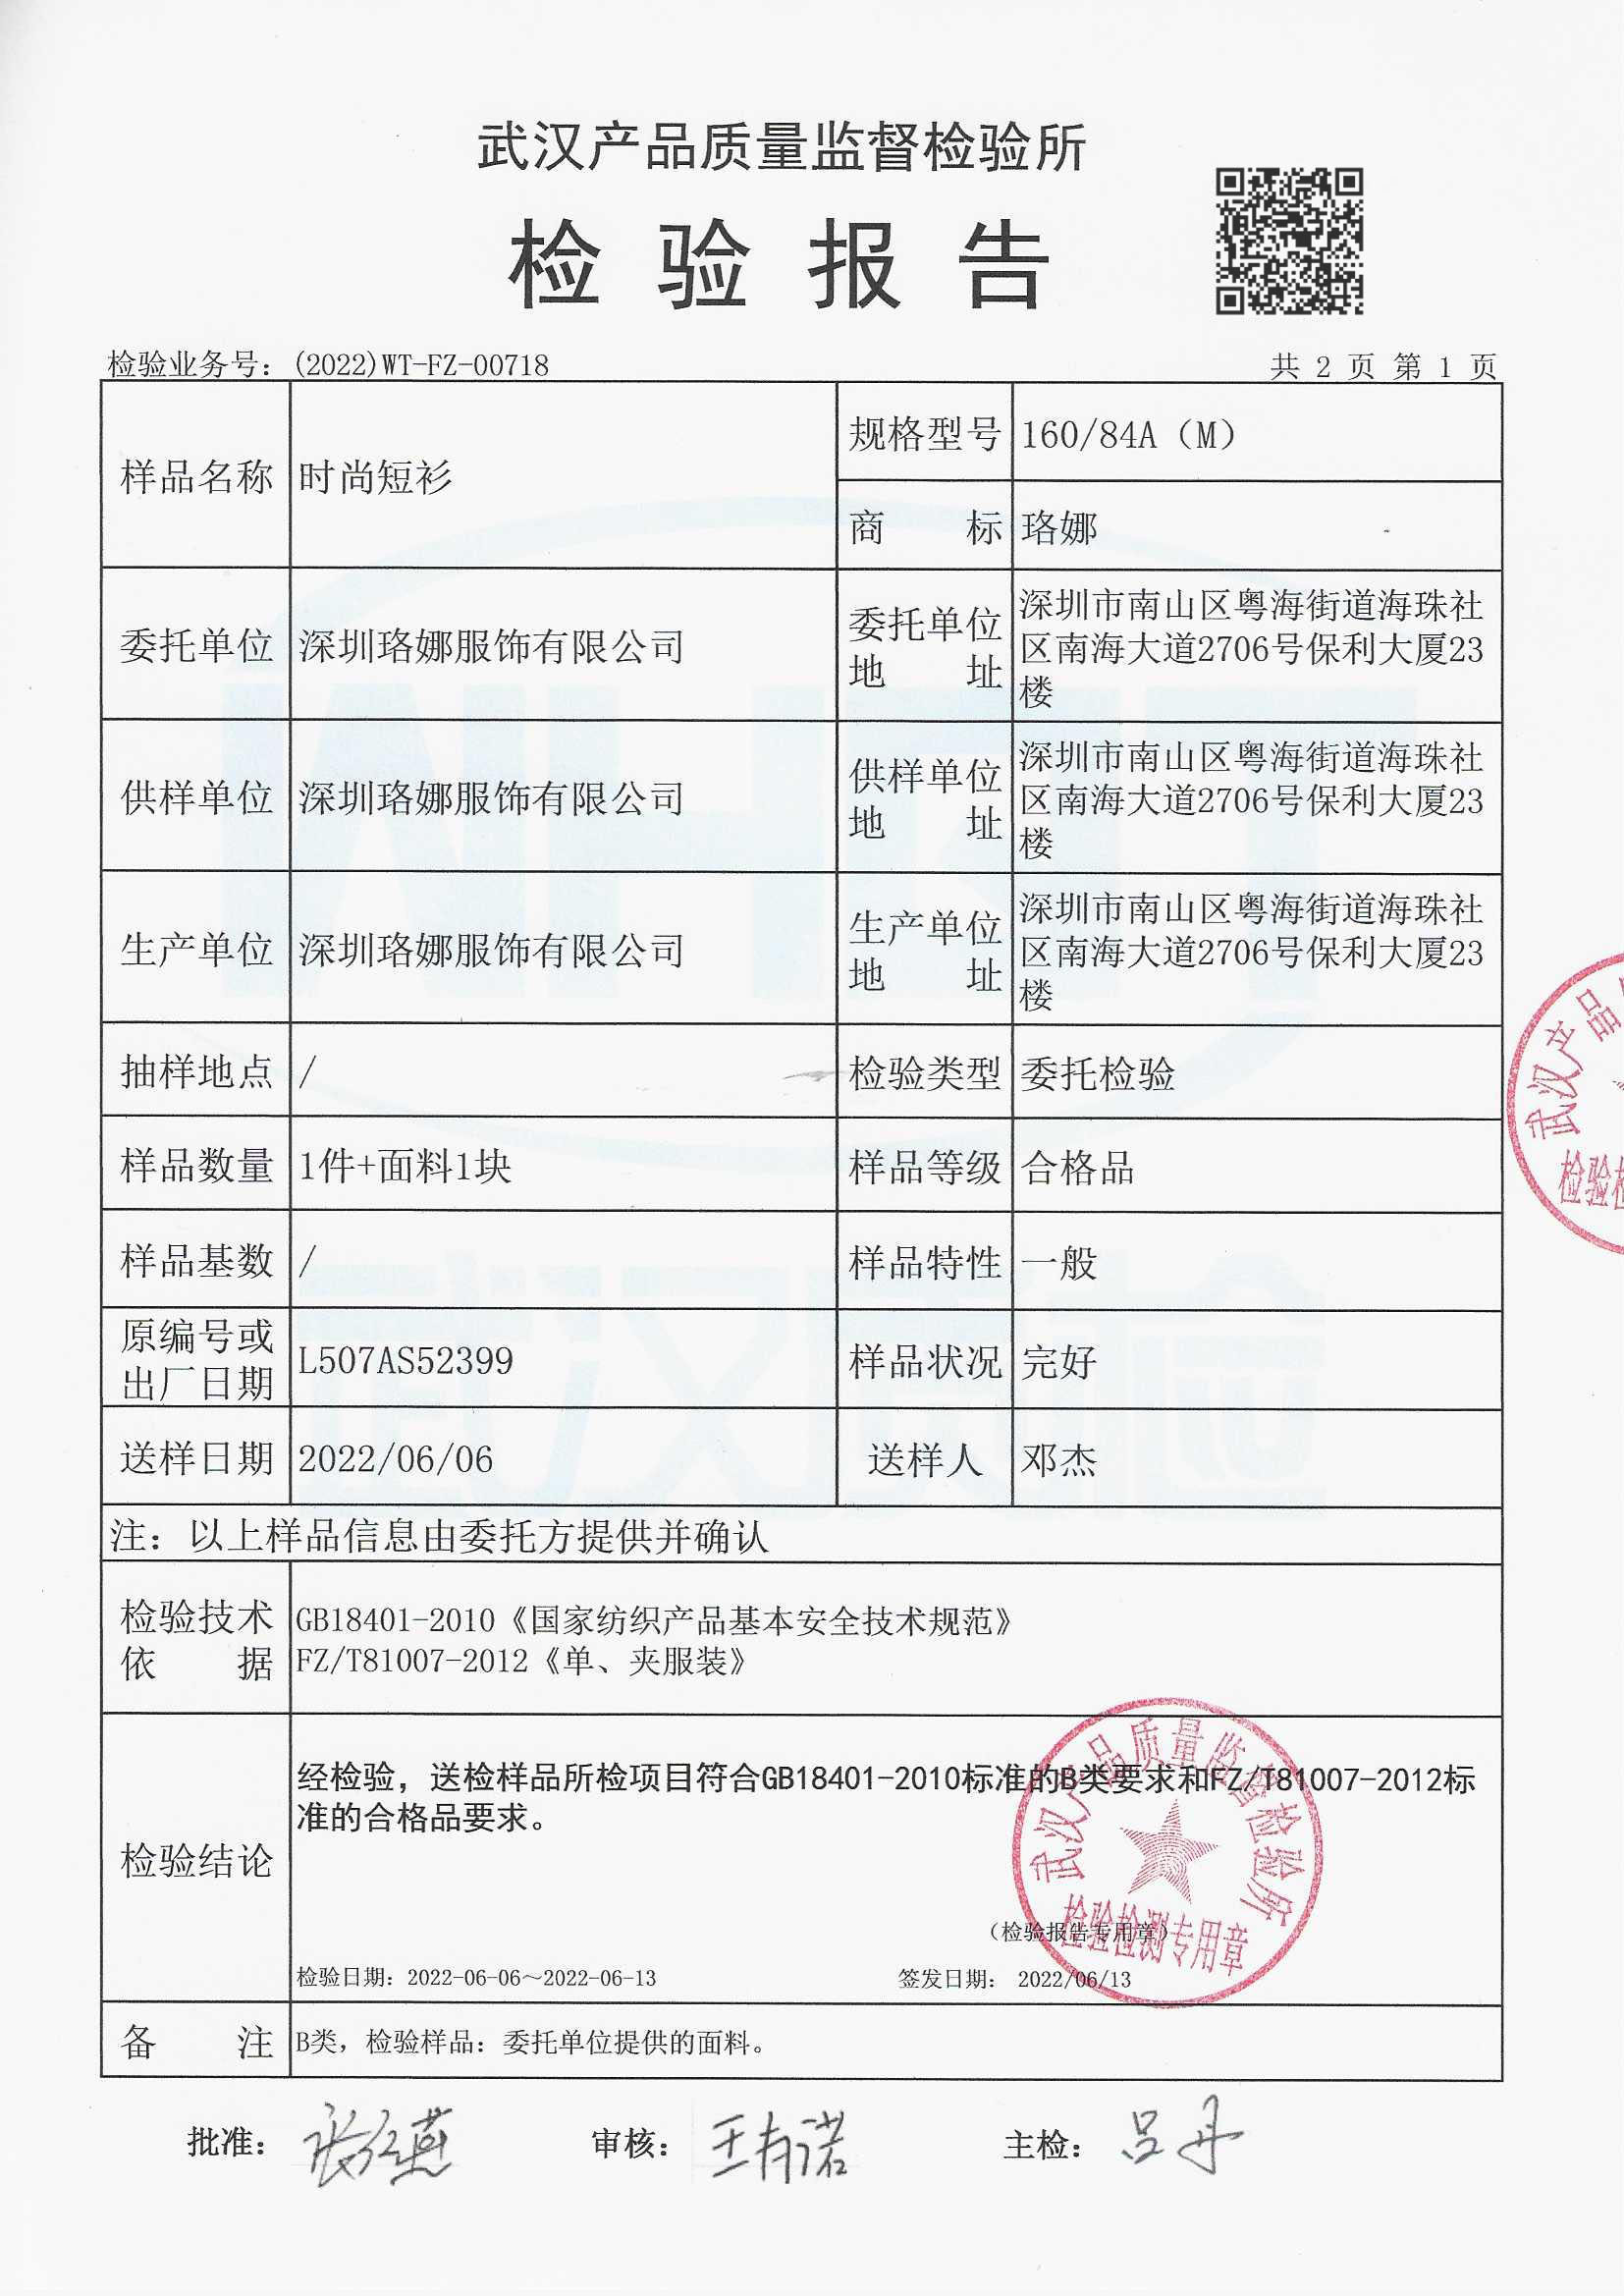 武汉产品质量监督检验所
检验报告
检验业务号：(2022)WT-FZ-00718
共 2 页 第 1 页
样品名称 时尚短衫
规格型号 160/84A（M）
商 标 珞娜
委托单位 深圳珞娜服饰有限公司
委托单位
地 址
深圳市南山区粤海街道海珠社
区南海大道2706号保利大厦23
楼
供样单位 深圳珞娜服饰有限公司
供样单位
地 址
深圳市南山区粤海街道海珠社
区南海大道2706号保利大厦23
楼
生产单位 深圳珞娜服饰有限公司
生产单位
地 址
深圳市南山区粤海街道海珠社
区南海大道2706号保利大厦23
楼
抽样地点 / 检验类型 委托检验
样品数量 1件+面料1块 样品等级 合格品
样品基数 / 样品特性 一般
原编号或
出厂日期
L507AS52399 样品状况 完好
送样日期 2022/06/06 送样人 邓杰
注：以上样品信息由委托方提供并确认
检验技术
依 据
GB18401-2010《国家纺织产品基本安全技术规范》
FZ/T81007-2012《单、夹服装》
检验结论
经检验，送检样品所检项目符合GB18401-2010标准的B类要求和FZ/T81007-2012标
准的合格品要求。
（检验报告专用章）
检验日期：2022-06-06～2022-06-13 签发日期： 2022/06/13
武汉产品质量监督检验所
检验检测专用章
武汉产品
检验
备 注 B类，检验样品：委托单位提供的面料。
批准： 审核： 王有诺 主检： 吕丹